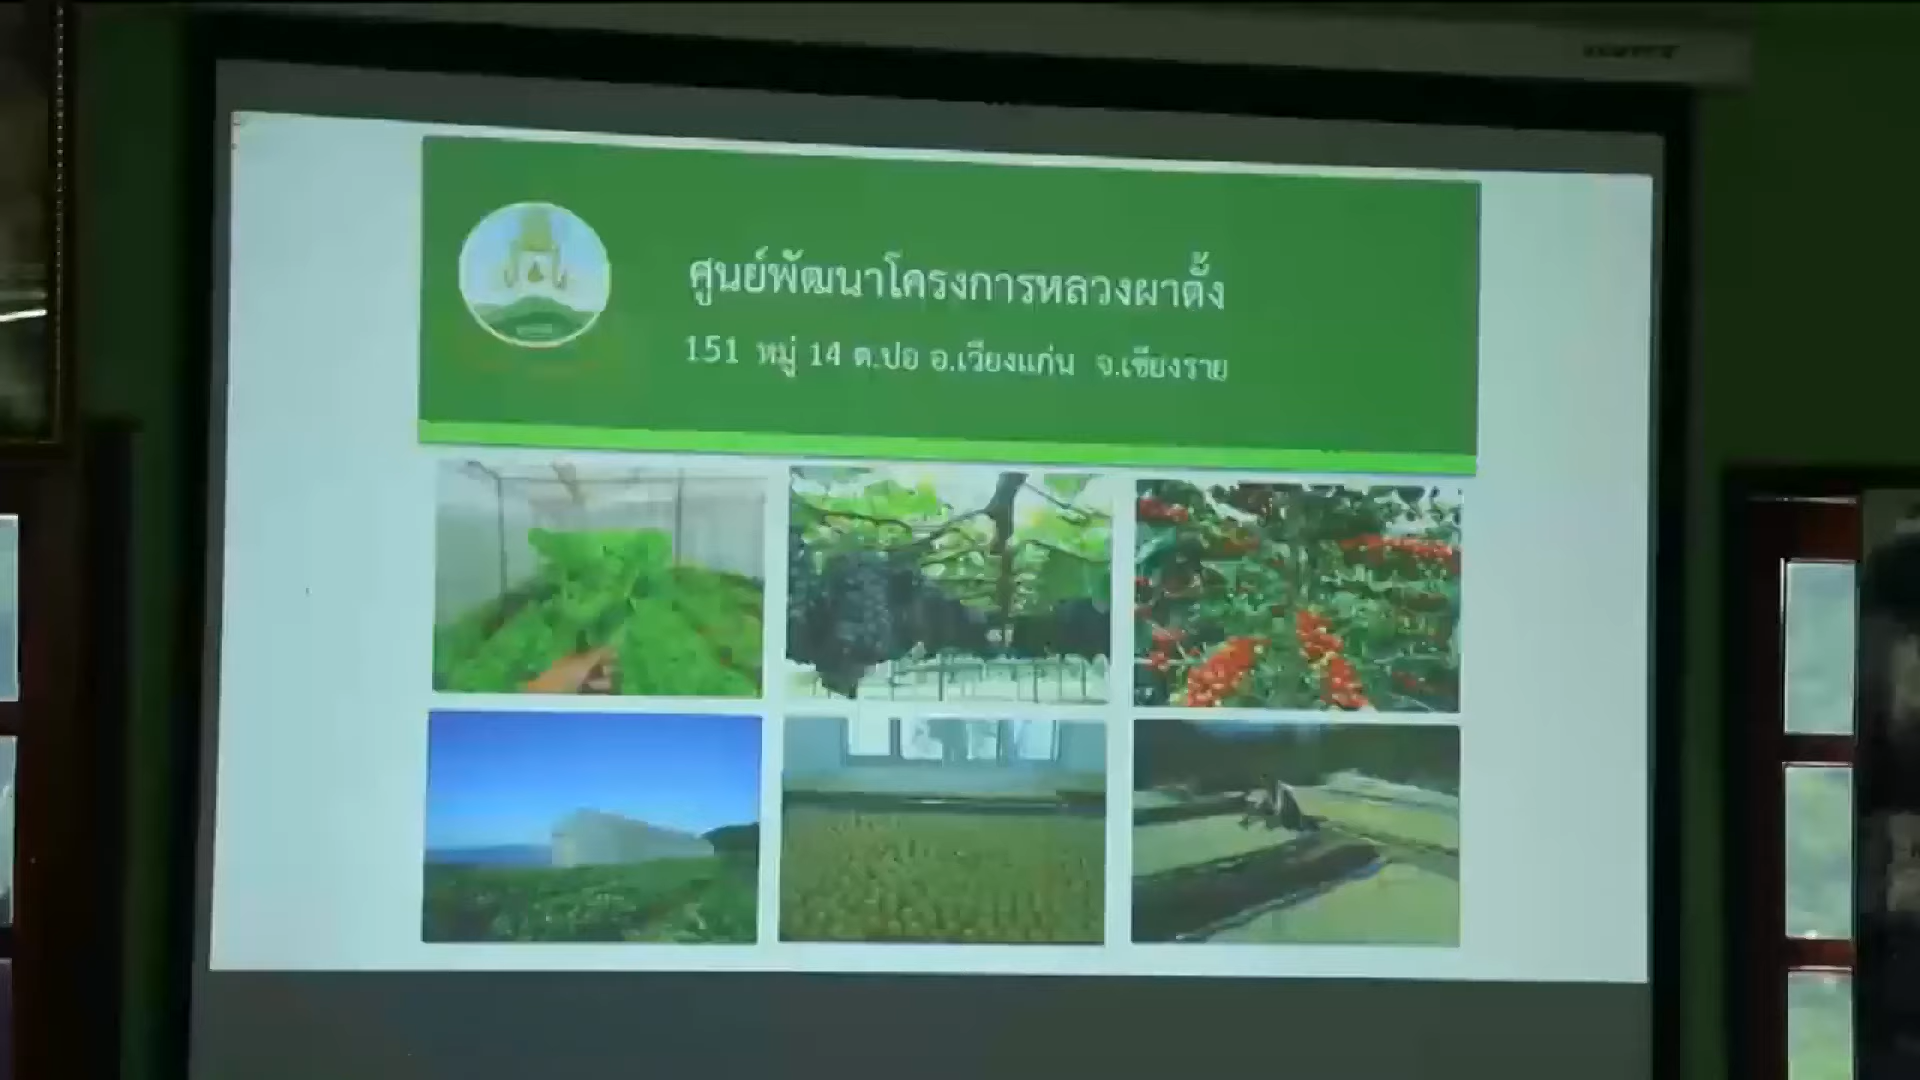 ศูนย์พัฒนาโครงการหลวงผาตั้ง
151 หมู่ 14 ต.ปอ อ.เวียงแก่น จ.เชียงราย